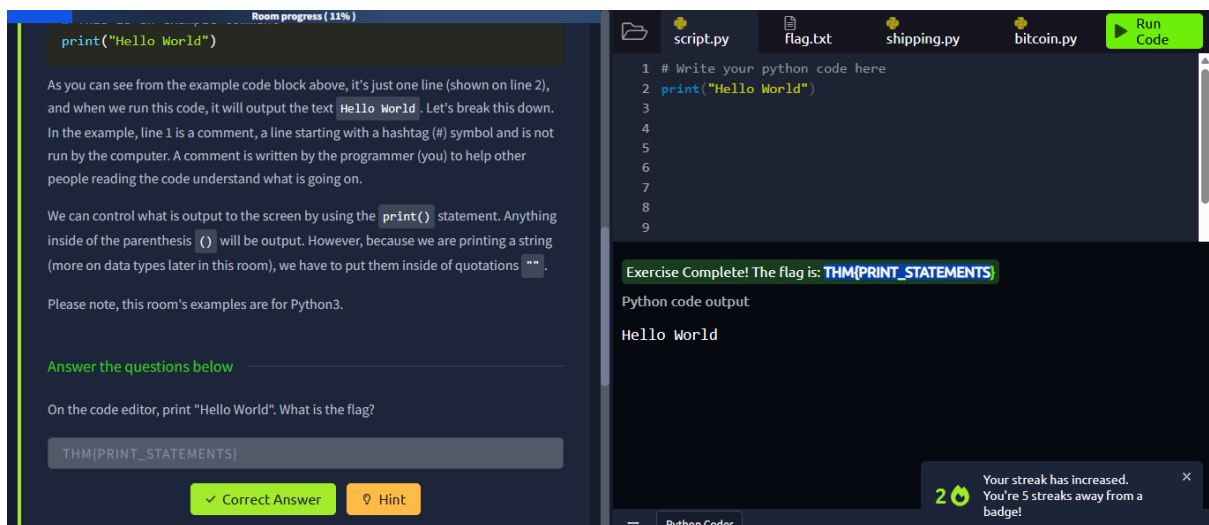 Room progress ( 11% )
print("Hello World")
As you can see from the example code block above, it's just one line (shown on line 2),
and when we run this code, it will output the text Hello World . Let's break this down.
In the example, line 1 is a comment, a line starting with a hashtag (#) symbol and is not
run by the computer. A comment is written by the programmer (you) to help other
people reading the code understand what is going on.
We can control what is output to the screen by using the print() statement. Anything
inside of the parenthesis () will be output. However, because we are printing a string
(more on data types later in this room), we have to put them inside of quotations "" .
Please note, this room's examples are for Python3.
Answer the questions below
On the code editor, print "Hello World". What is the flag?
THM{PRINT_STATEMENTS}
Correct Answer
Hint
script.py
flag.txt
shipping.py
bitcoin.py
Run
Code
1 # Write your python code here
2 print("Hello World")
3
4
5
6
7
8
9
Exercise Complete! The flag is: THM{PRINT_STATEMENTS}
Python code output
Hello World
2
Your streak has increased.
You're 5 streaks away from a
badge!